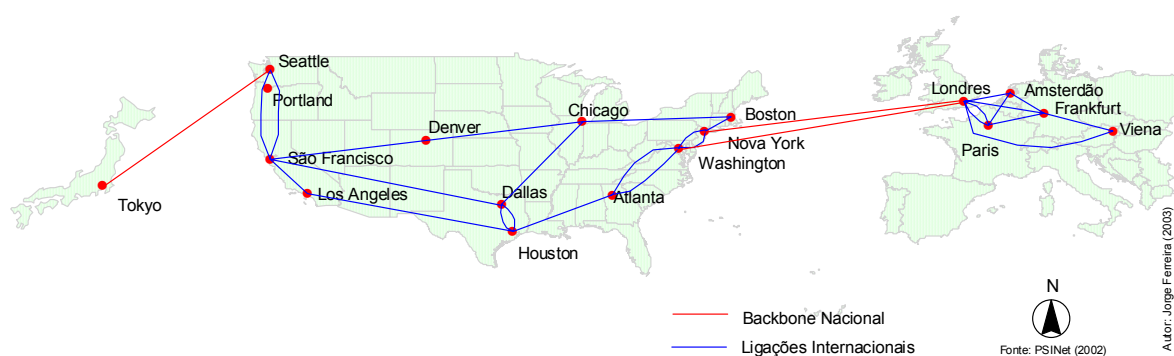 Seattle
Portland
São Francisco
Los Angeles
Tokyo
Denver
Chicago
Boston
Nova York
Washington
Dallas
Atlanta
Houston
Londres
Amsterdão
Frankfurt
Viena
Paris
Backbone Nacional
Ligações Internacionais
N
Fonte: PSINet (2002)
Autor: Jorge Ferreira (2003)